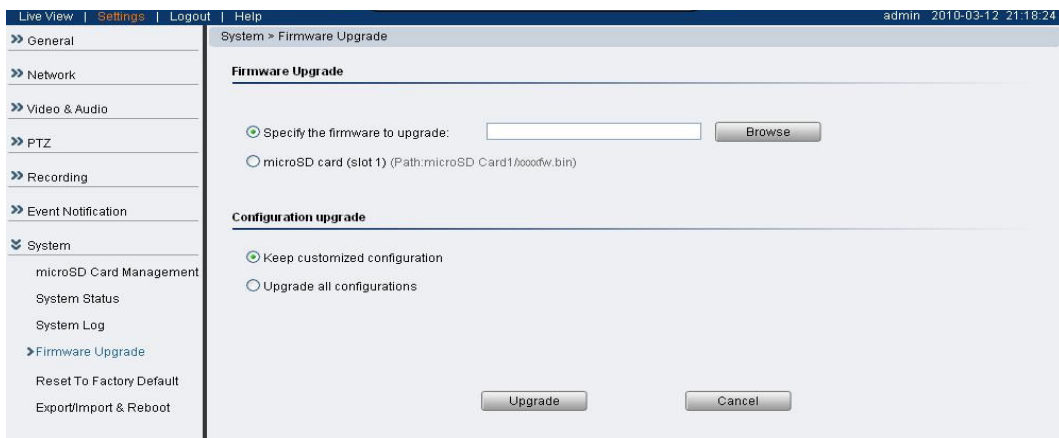 Live View | Settings | Logout | Help
admin 2010-03-12 21:18:24
General
Network
Video & Audio
PTZ
Recording
Event Notification
System
microSD Card Management
System Status
System Log
Firmware Upgrade
Reset To Factory Default
Export/Import & Reboot
System > Firmware Upgrade
Firmware Upgrade
Specify the firmware to upgrade: Browse
microSD card (slot 1) (Path:microSD Card1/xxxxfw.bin)
Configuration upgrade
Keep customized configuration
Upgrade all configurations
Upgrade Cancel